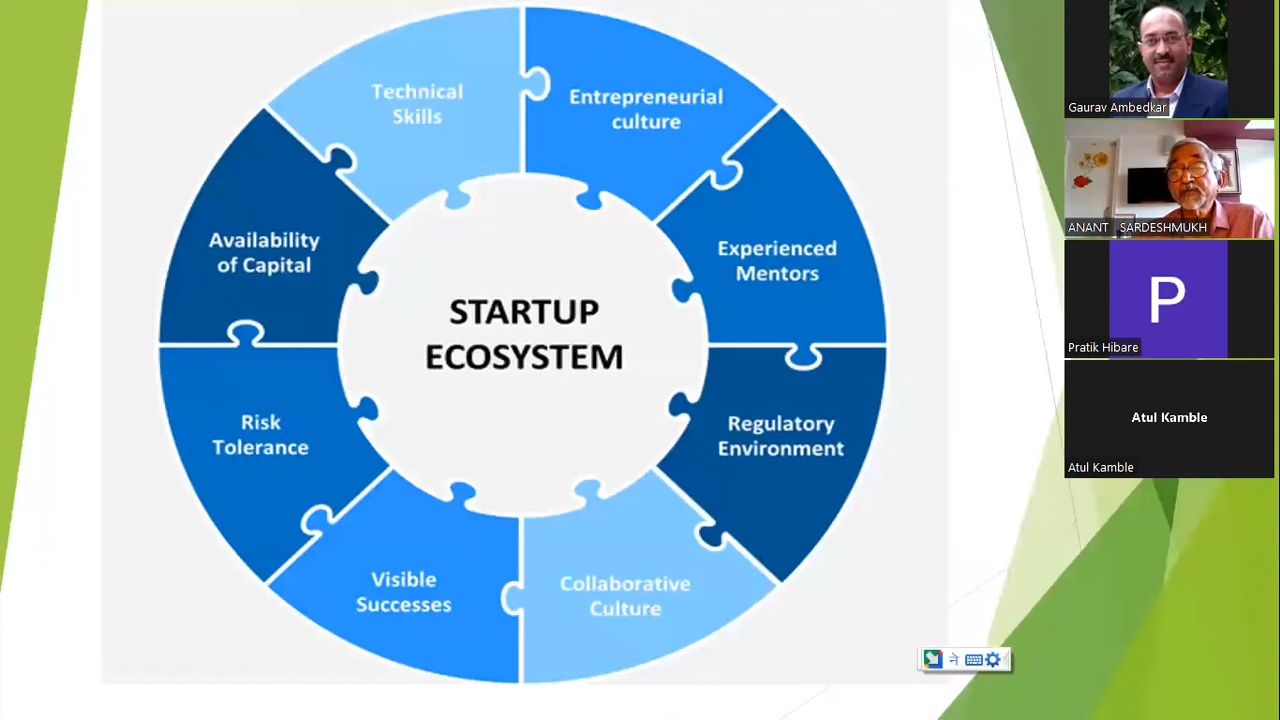 Technical
Skills
Entrepreneurial
culture
Availability
of Capital
Experienced
Mentors
STARTUP
ECOSYSTEM
Risk
Tolerance
Regulatory
Environment
Visible
Successes
Collaborative
Culture
ने
Gaurav Ambedkar
ANANT SARDESHMUKH
P
Pratik Hibare
Atul Kamble
Atul Kamble